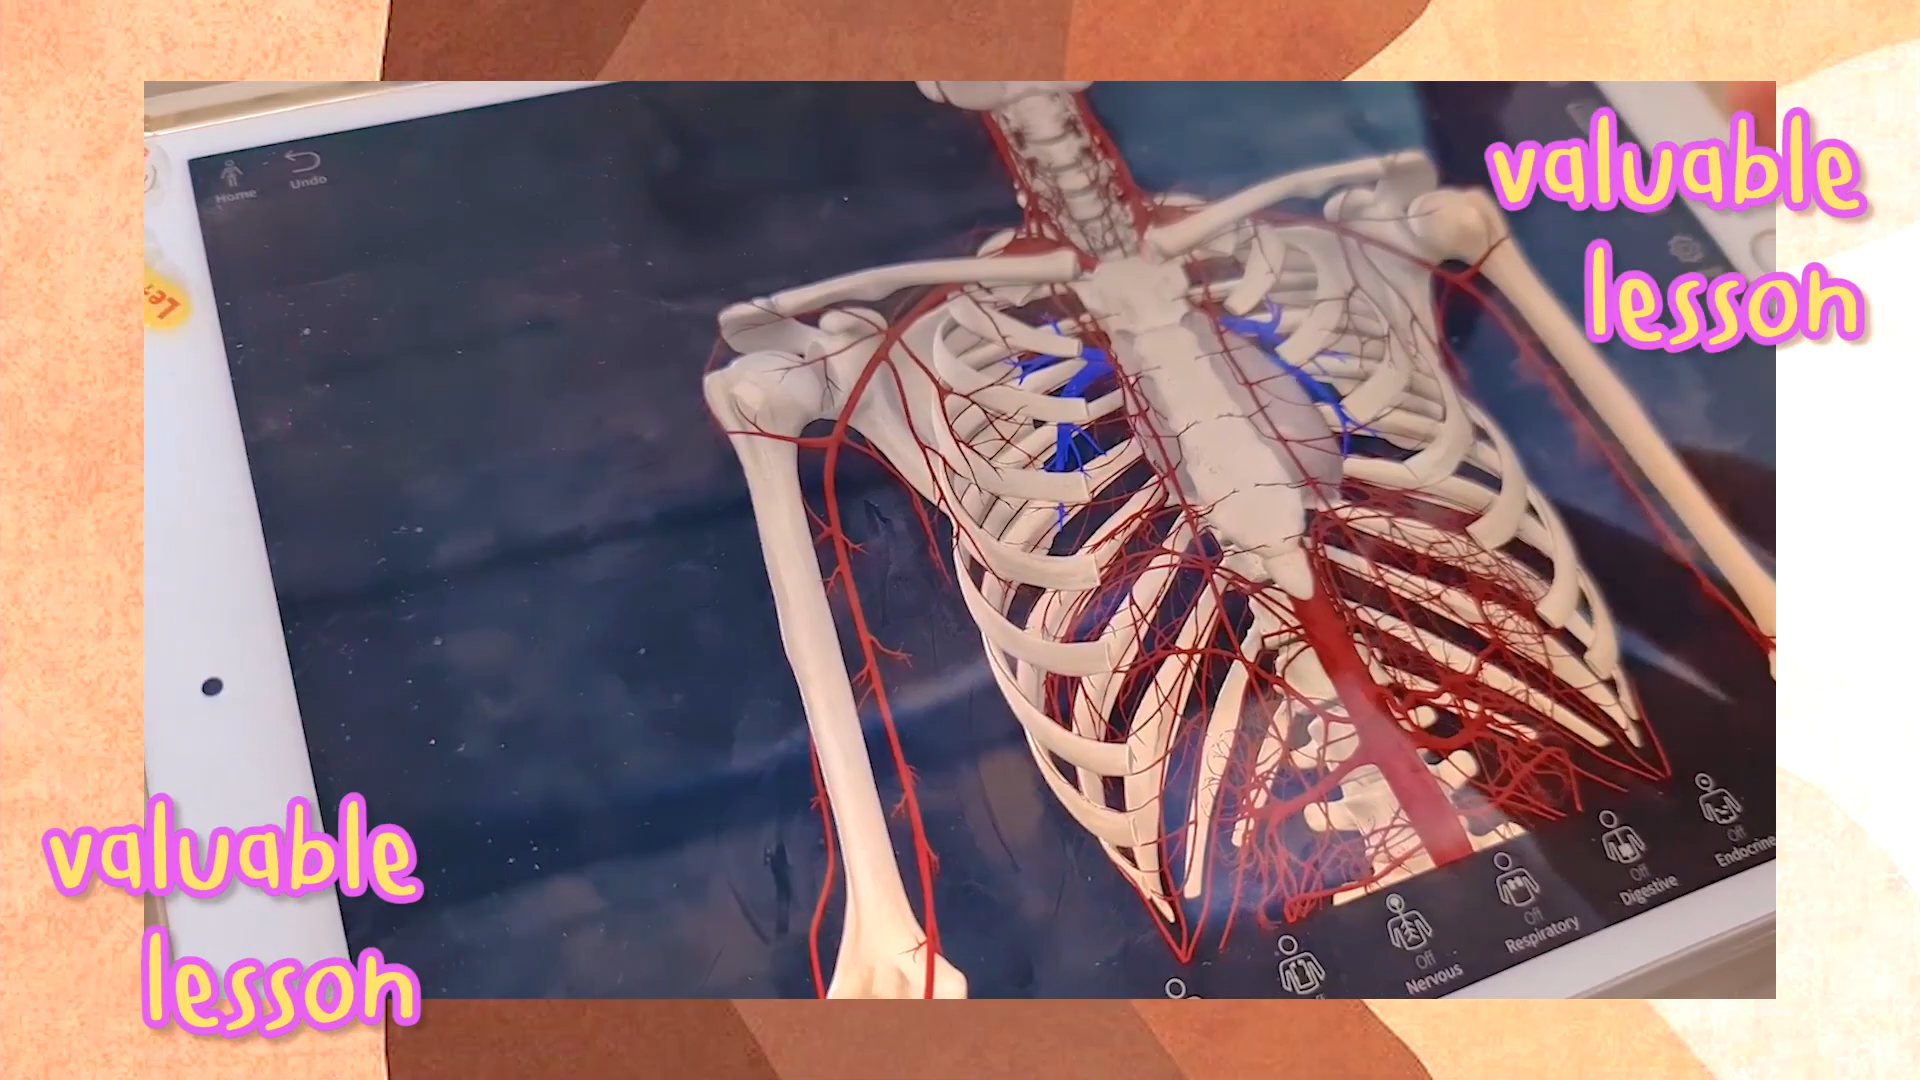 valuable
lesson
Home
Undo
valuable
lesson
Off
Endocrine
Off
Digestive
Off
Respiratory
Off
Nervous